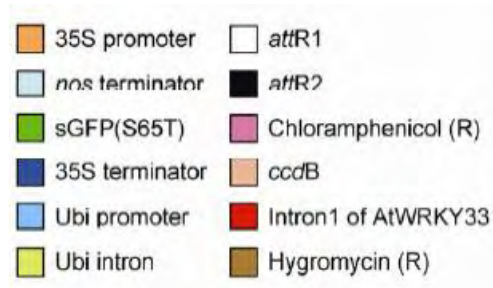 35S promoter
nos terminator
sGFP(S65T)
35S terminator
Ubi promoter
Ubi intron
attR1
attR2
Chloramphenicol (R)
ccdB
Intron1 of AtWRKY33
Hygromycin (R)